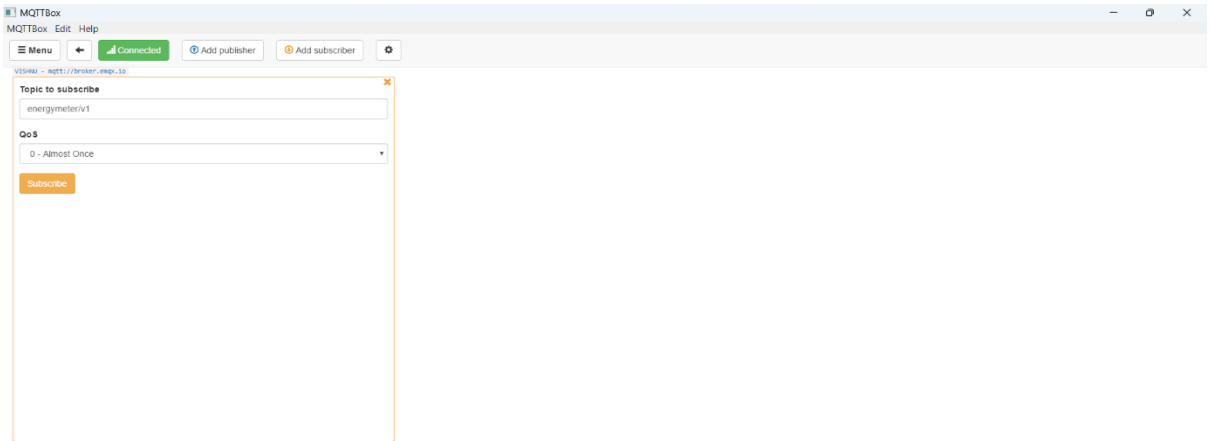 MQTTBox
MQTTBox Edit Help
Menu Connected Add publisher Add subscriber
VISHNU - mqtt://broker.emqx.io
Topic to subscribe
energymeter/v1
QoS
0 - Almost Once
Subscribe